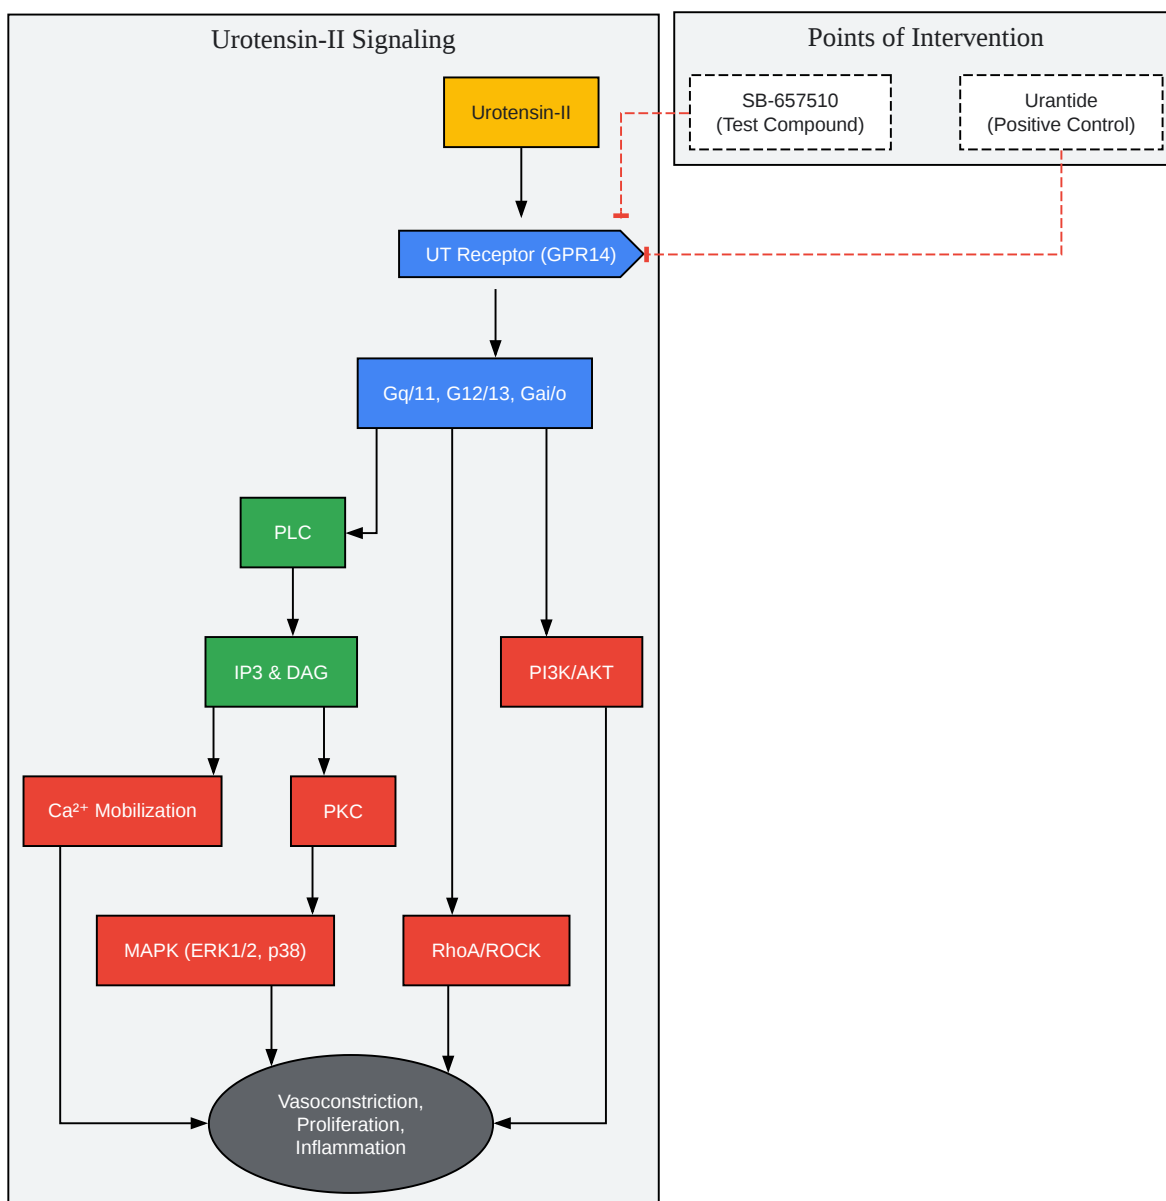 Urotensin-II Signaling
Points of Intervention
Urotensin-II
SB-657510
(Test Compound)
Urantide
(Positive Control)
UT Receptor (GPR14)
Gq/11, G12/13, Gai/o
PLC
IP3 & DAG
PI3K/AKT
Ca²⁺ Mobilization
PKC
MAPK (ERK1/2, p38)
RhoA/ROCK
Vasoconstriction,
Proliferation,
Inflammation